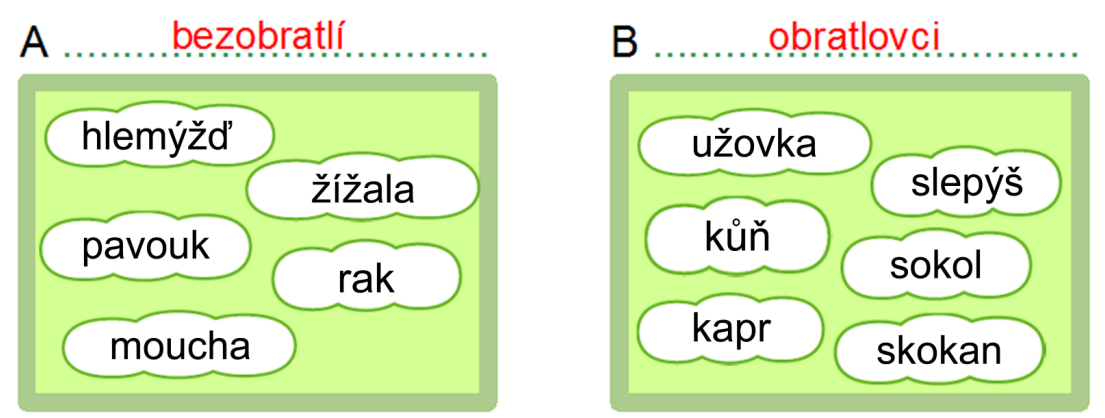 A bezobratlí
hlemýžď
žížala
pavouk
rak
moucha
B obratlovci
užovka
slepýš
kůň
sokol
kapr
skokan